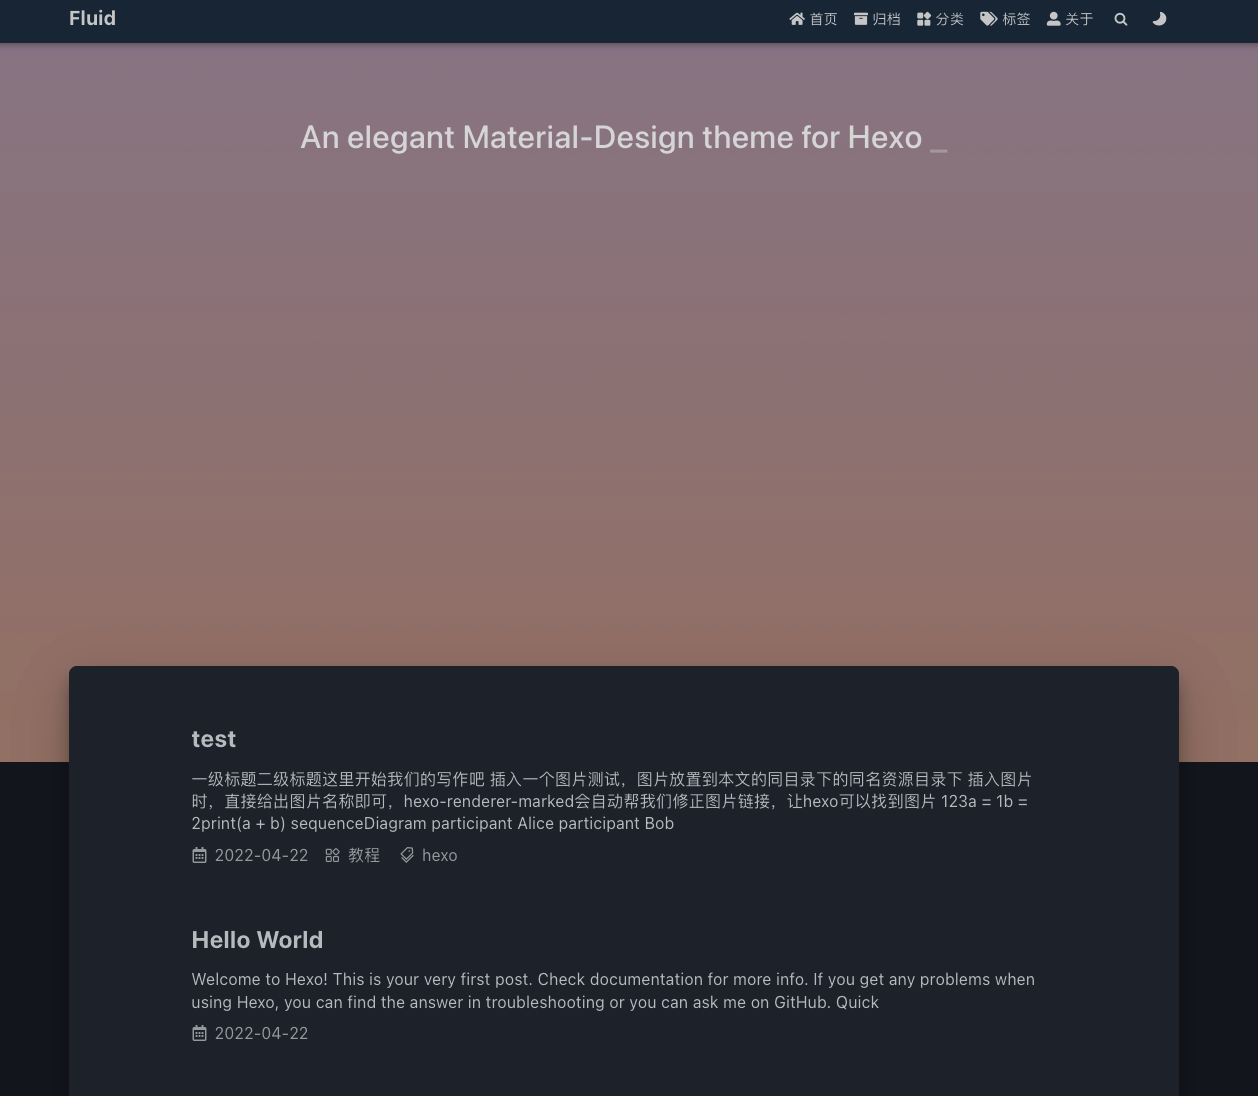 Fluid
首页 归档 分类 标签 关于
An elegant Material-Design theme for Hexo _
test
一级标题二级标题这里开始我们的写作吧 插入一个图片测试，图片放置到本文的同目录下的同名资源目录下 插入图片
时，直接给出图片名称即可，hexo-renderer-marked会自动帮我们修正图片链接，让hexo可以找到图片 123a = 1b =
2print(a + b) sequenceDiagram participant Alice participant Bob
2022-04-22 教程 hexo
Hello World
Welcome to Hexo! This is your very first post. Check documentation for more info. If you get any problems when
using Hexo, you can find the answer in troubleshooting or you can ask me on GitHub. Quick
2022-04-22